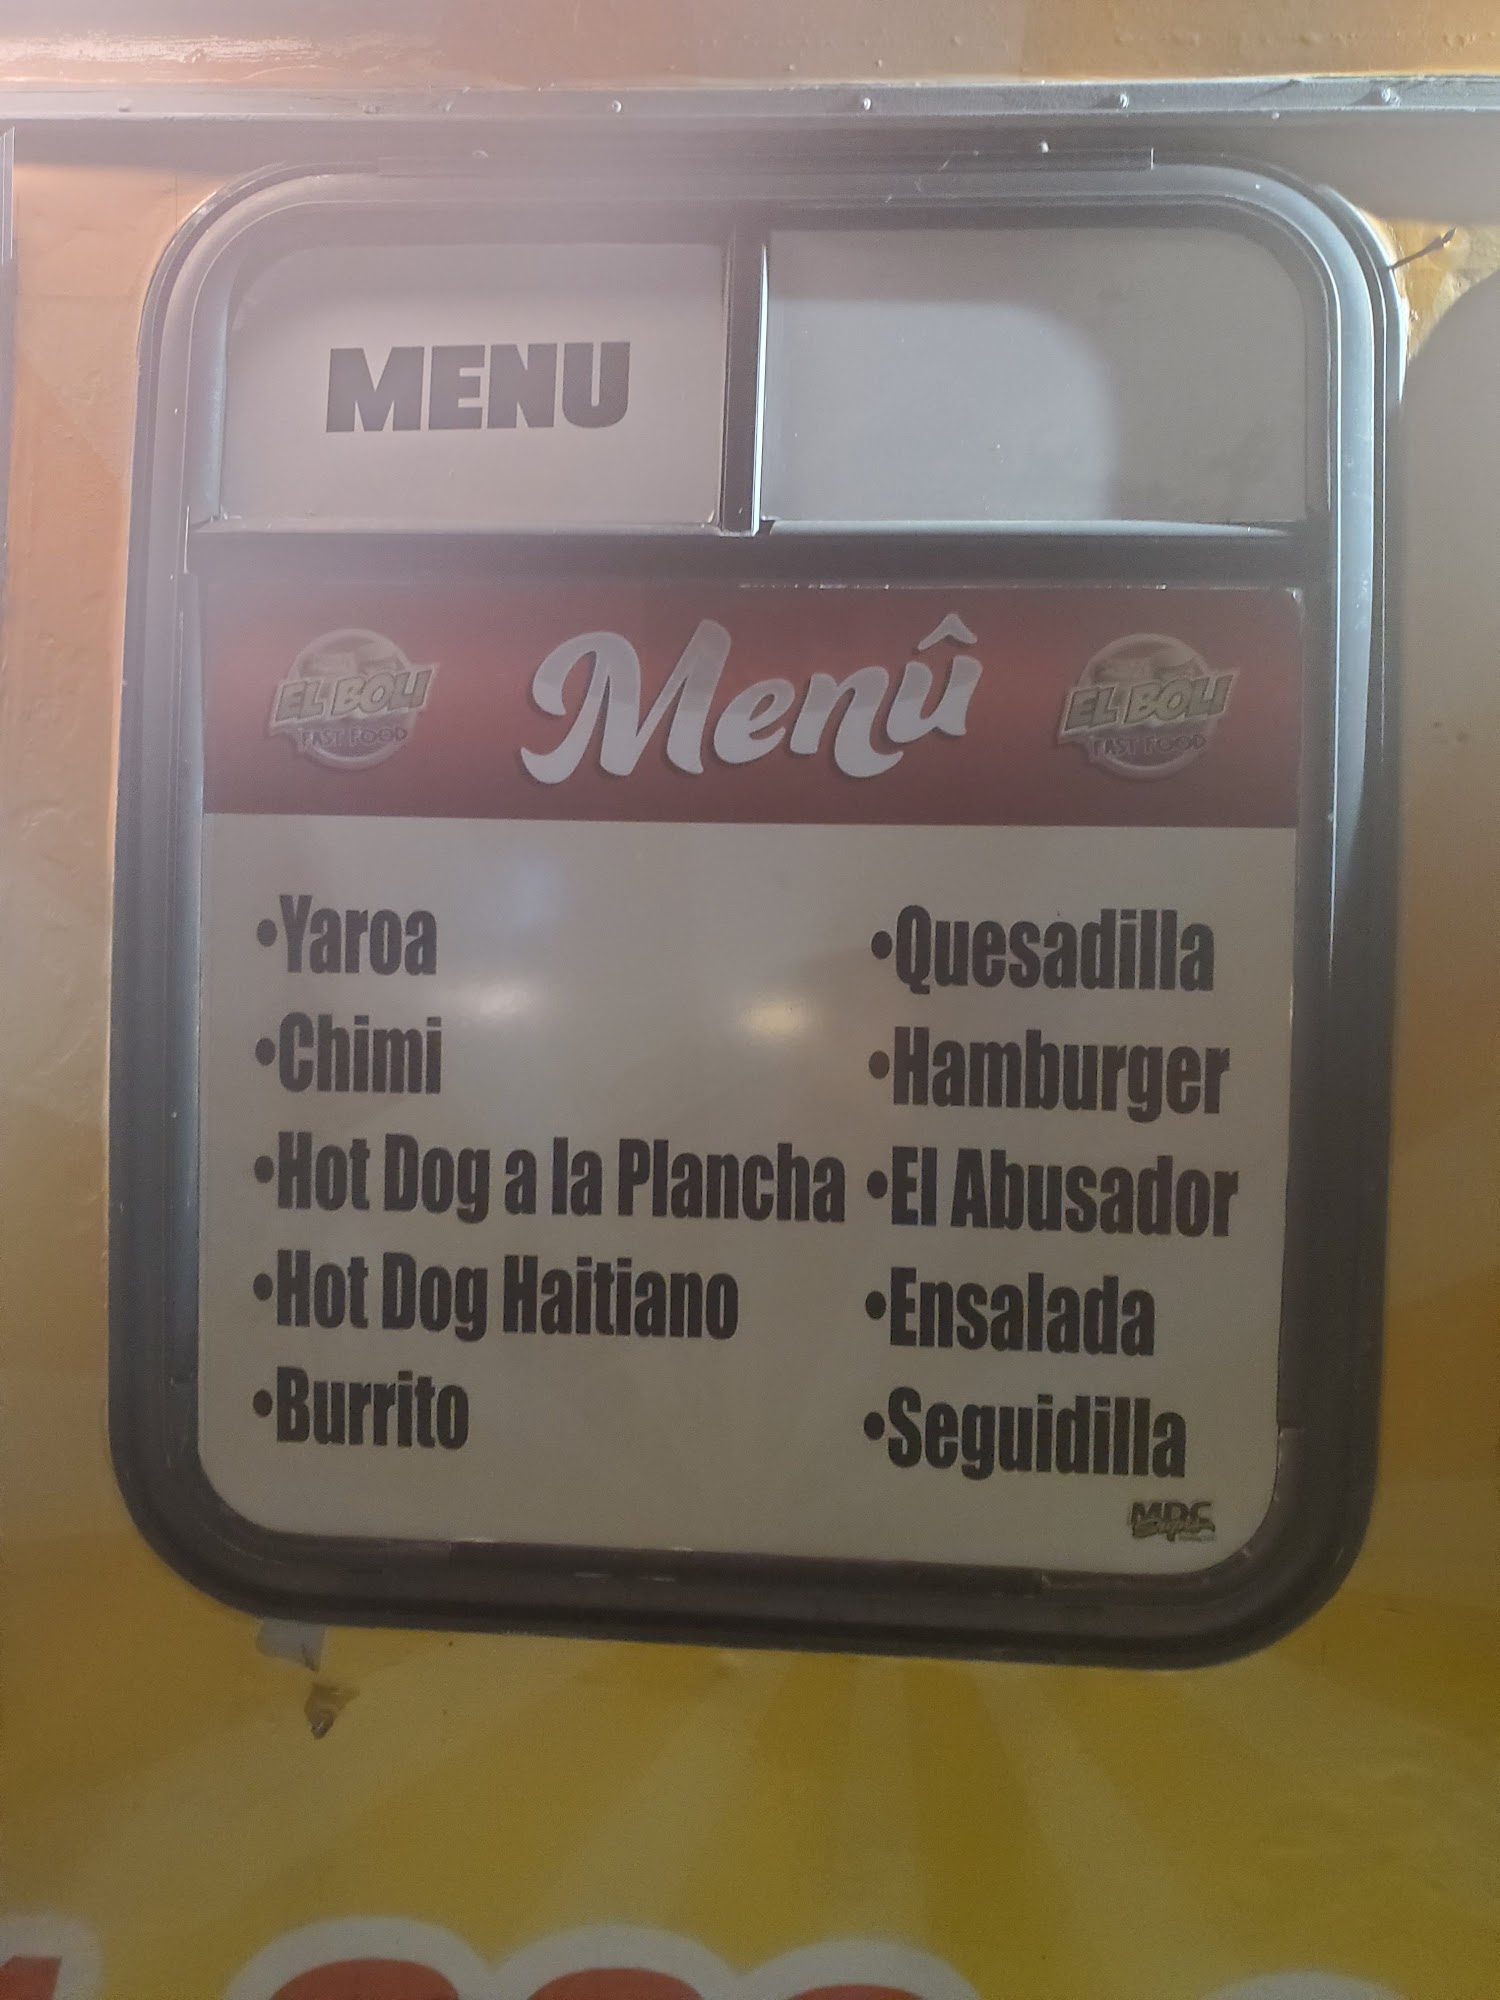 MENU
EL BOLI
FAST FOOD
Menû
EL BOLI
FAST FOOD
•Yaroa
•Chimi
•Hot Dog a la Plancha
•Hot Dog Haitiano
•Burrito
•Quesadilla
•Hamburger
•El Abusador
•Ensalada
•Seguidilla
MDC